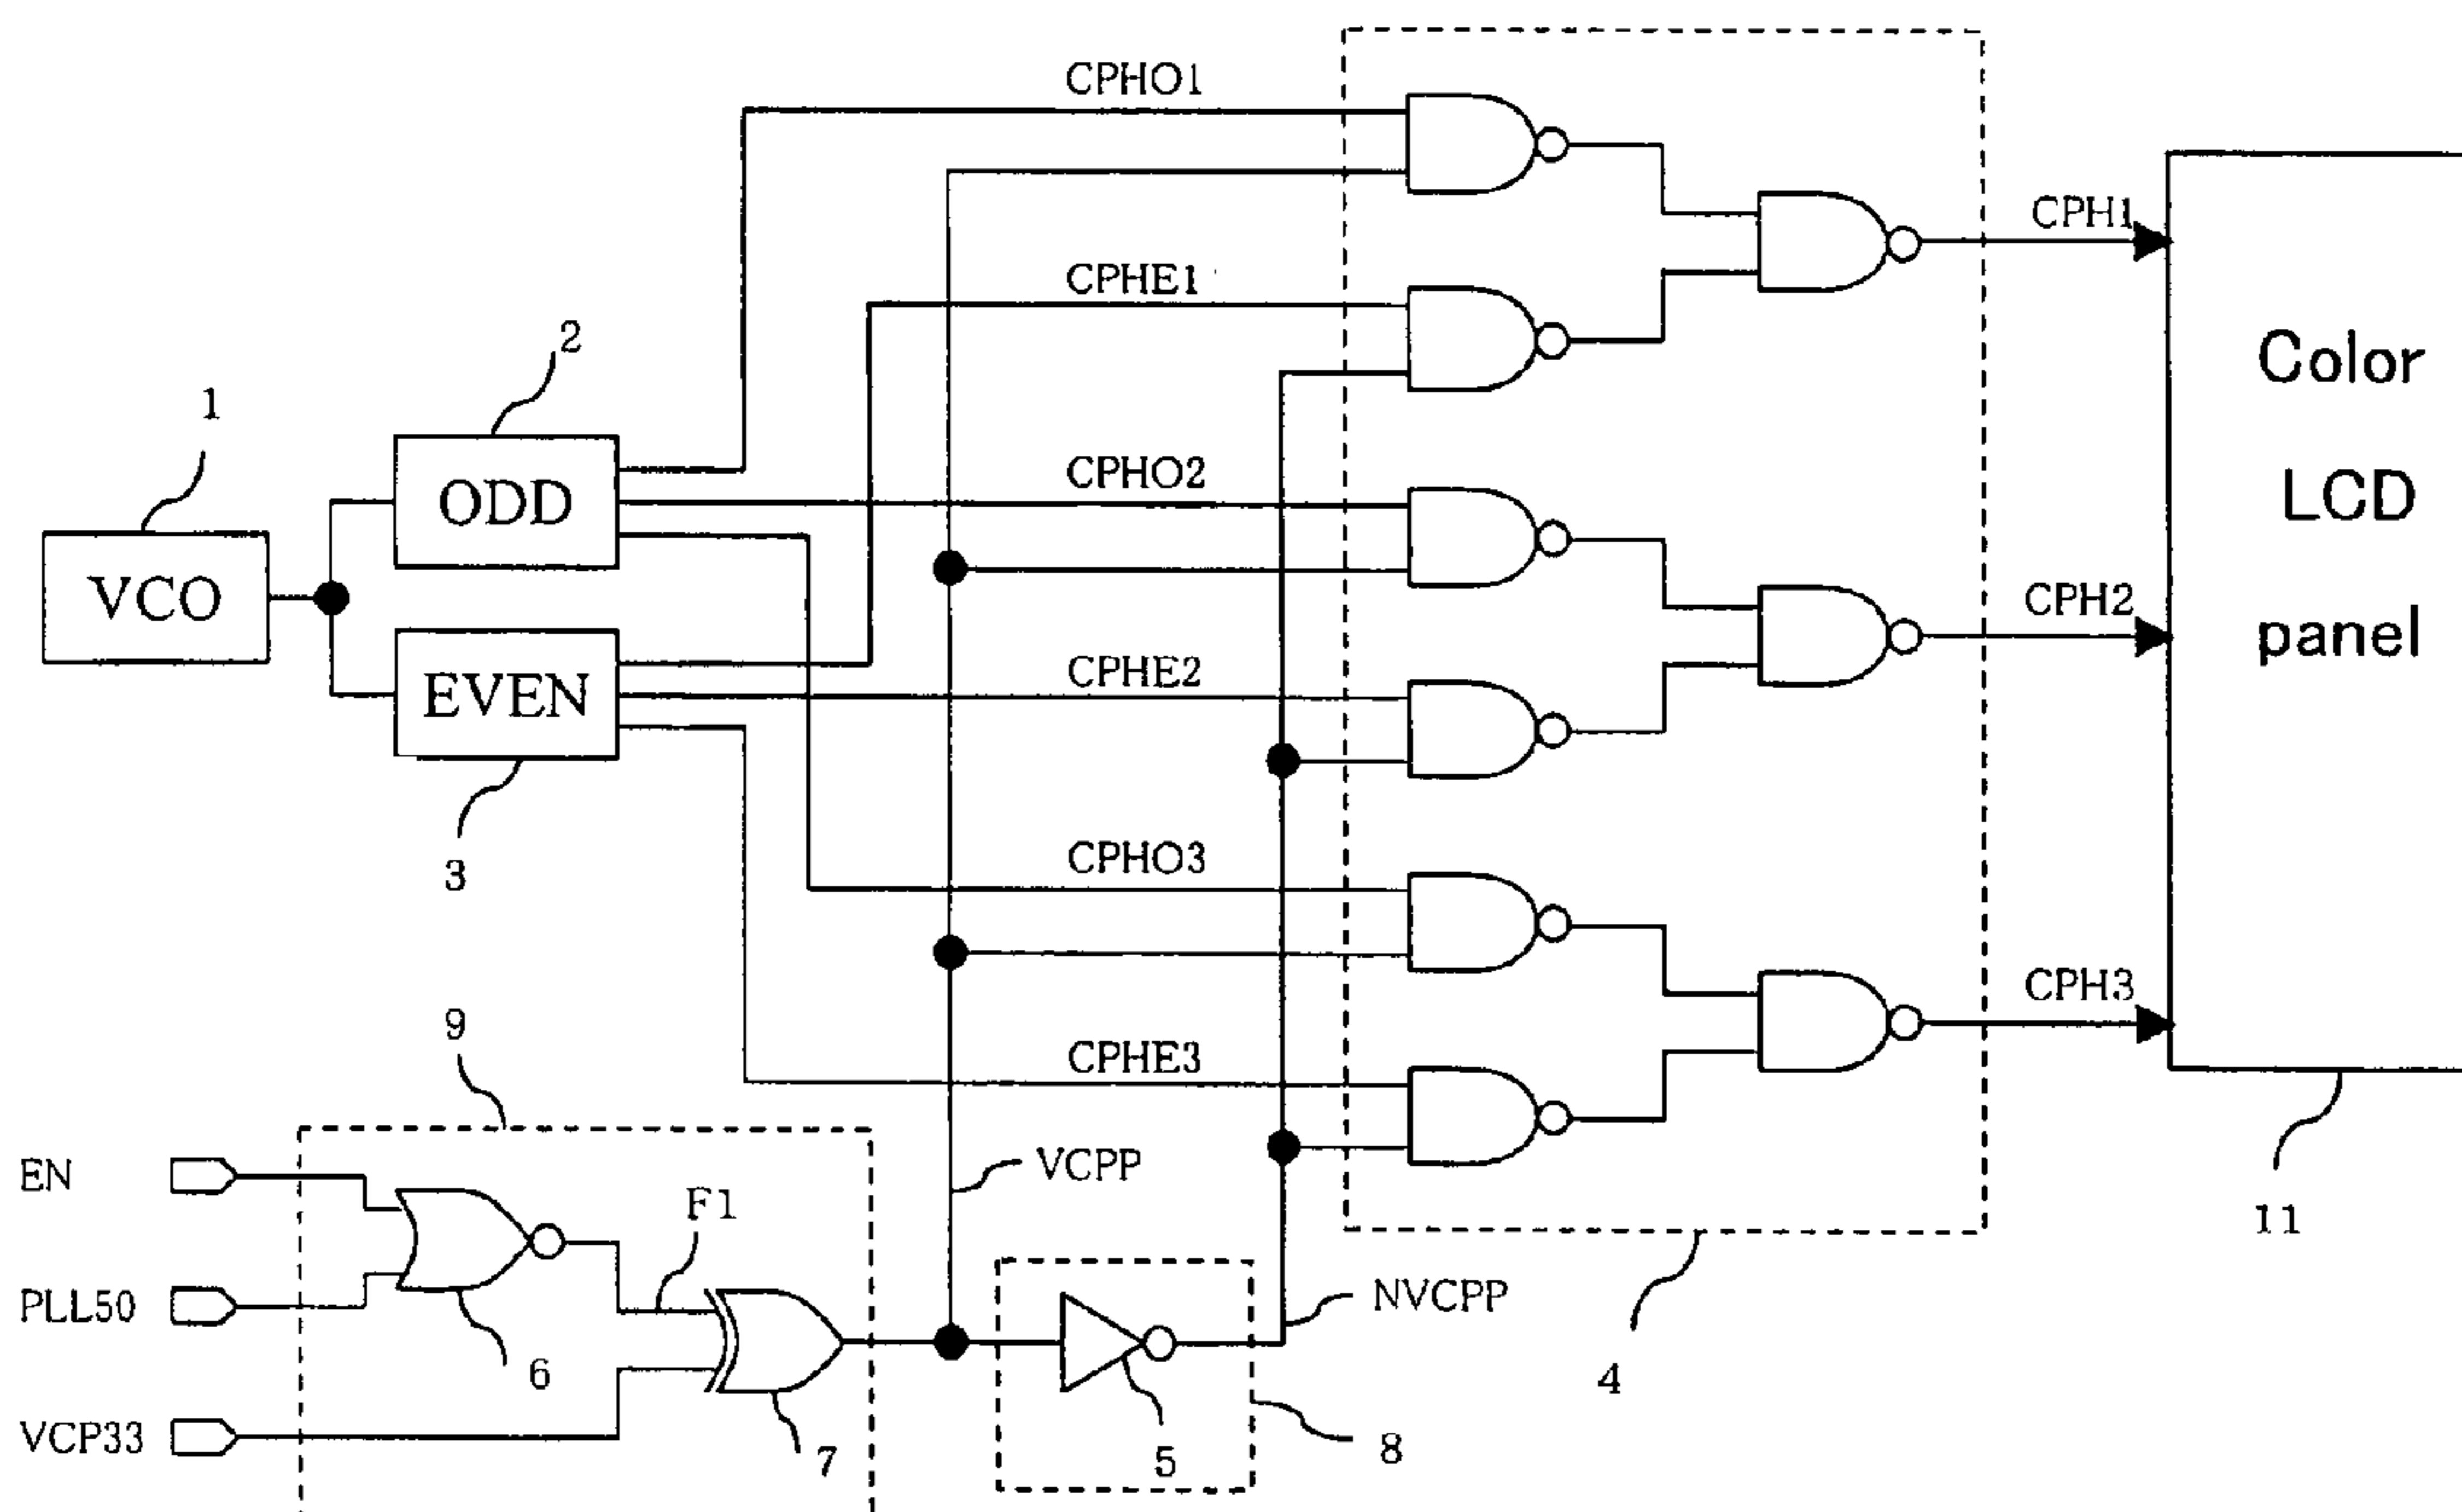 CPHO1
CPH1
CPHE1
2
Color
1
CPHO2
ODD
LCD
VCO
CPH2
panel
EVEN
CPHE2
3
CPHO3
CPH3
9
CPHE3
EN
VCPP
F1
11
PLL50
NVCPP
6
4
VCP33
7
5
8